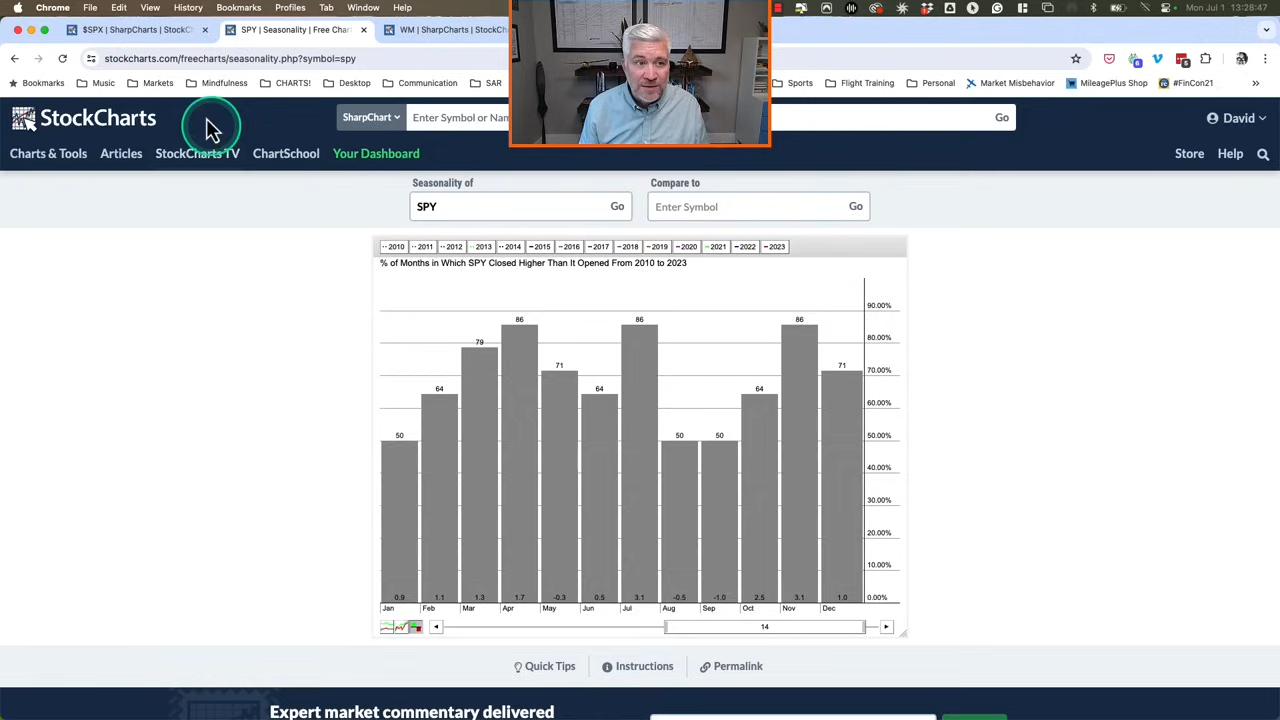 Chrome File Edit View History Bookmarks Profiles Tab Window Help Mon Jul 1 13:28:47
$SPX | SharpCharts | StockCh
SPY | Seasonality | Free Char
WM | SharpCharts | StockCh
stockcharts.com/freecharts/seasonality.php?symbol=spy
Bookmarks Music Markets Mindfulness CHARTS! Desktop Communication SAR Sports Flight Training Personal Market Misbehavior MileagePlus Shop #FinCon21
StockCharts
SharpChart
Enter Symbol or Nam
Go
David
Charts & Tools Articles StockCharts TV ChartSchool Your Dashboard Store Help
Seasonality of
Compare to
SPY Go
Enter Symbol Go
2010 2011 2012 2013 2014 2015 2016 2017 2018 2019 2020 2021 2022 2023
% of Months in Which SPY Closed Higher Than It Opened From 2010 to 2023
90.00%
80.00%
70.00%
60.00%
50.00%
40.00%
30.00%
20.00%
10.00%
0.00%
50 64 79 86 71 64 86 50 50 64 86 71
0.9 1.1 1.3 1.7 -0.3 0.5 3.1 -0.5 -1.0 2.5 3.1 1.0
Jan Feb Mar Apr May Jun Jul Aug Sep Oct Nov Dec
14
Quick Tips Instructions Permalink
Expert market commentary delivered